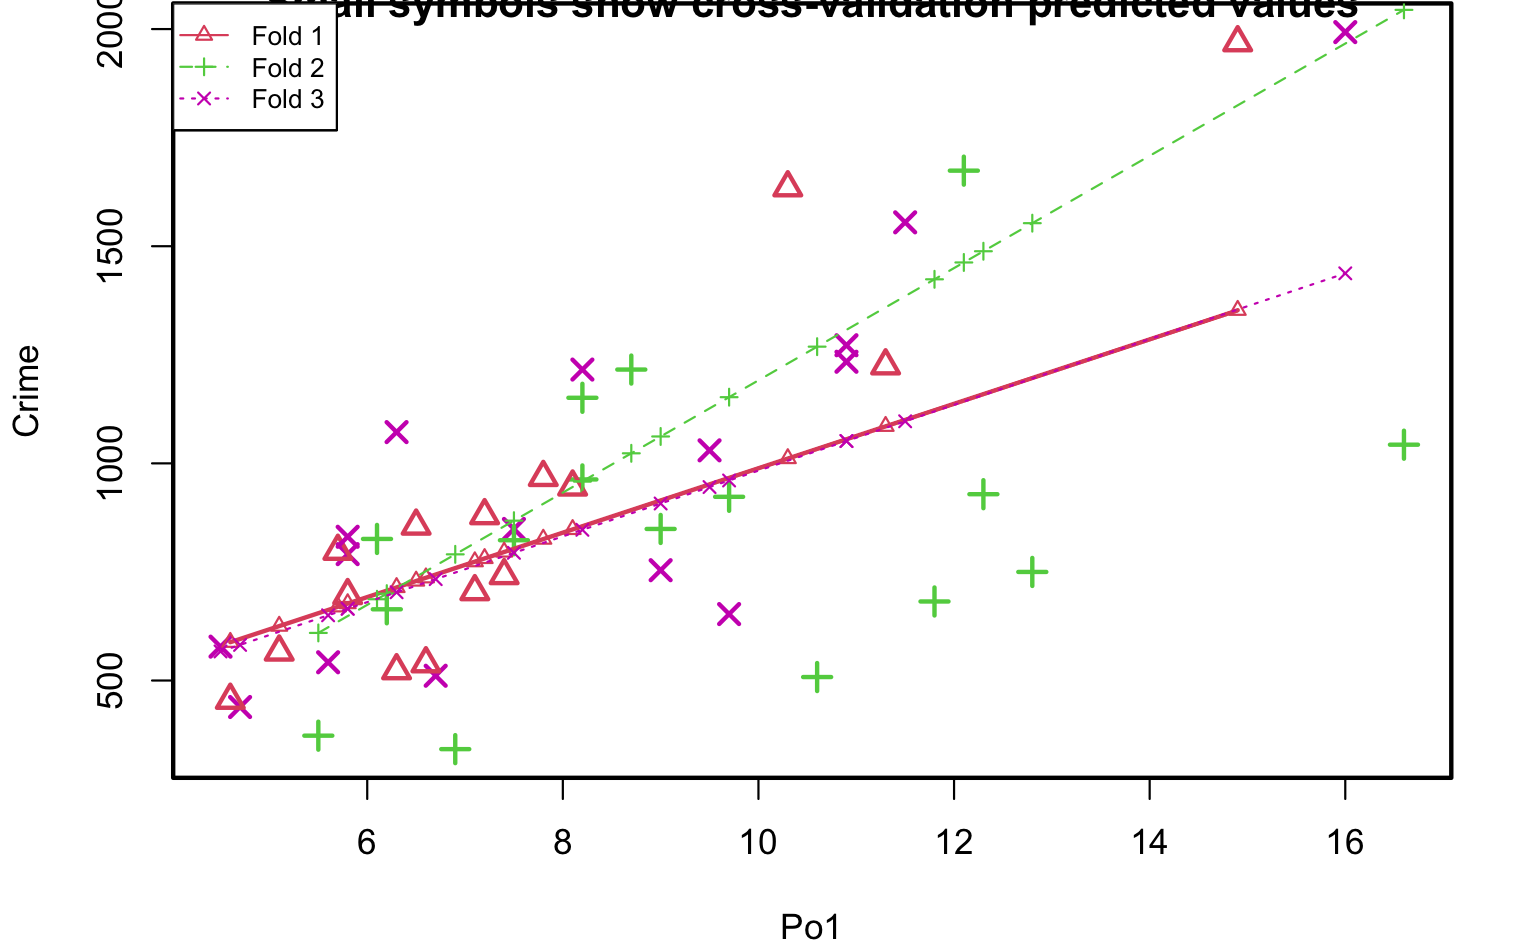 symbols show cross-validation predicted values
Fold 1
Fold 2
Fold 3
2000
1500
1000
500
Crime
6 8 10 12 14 16
Po1